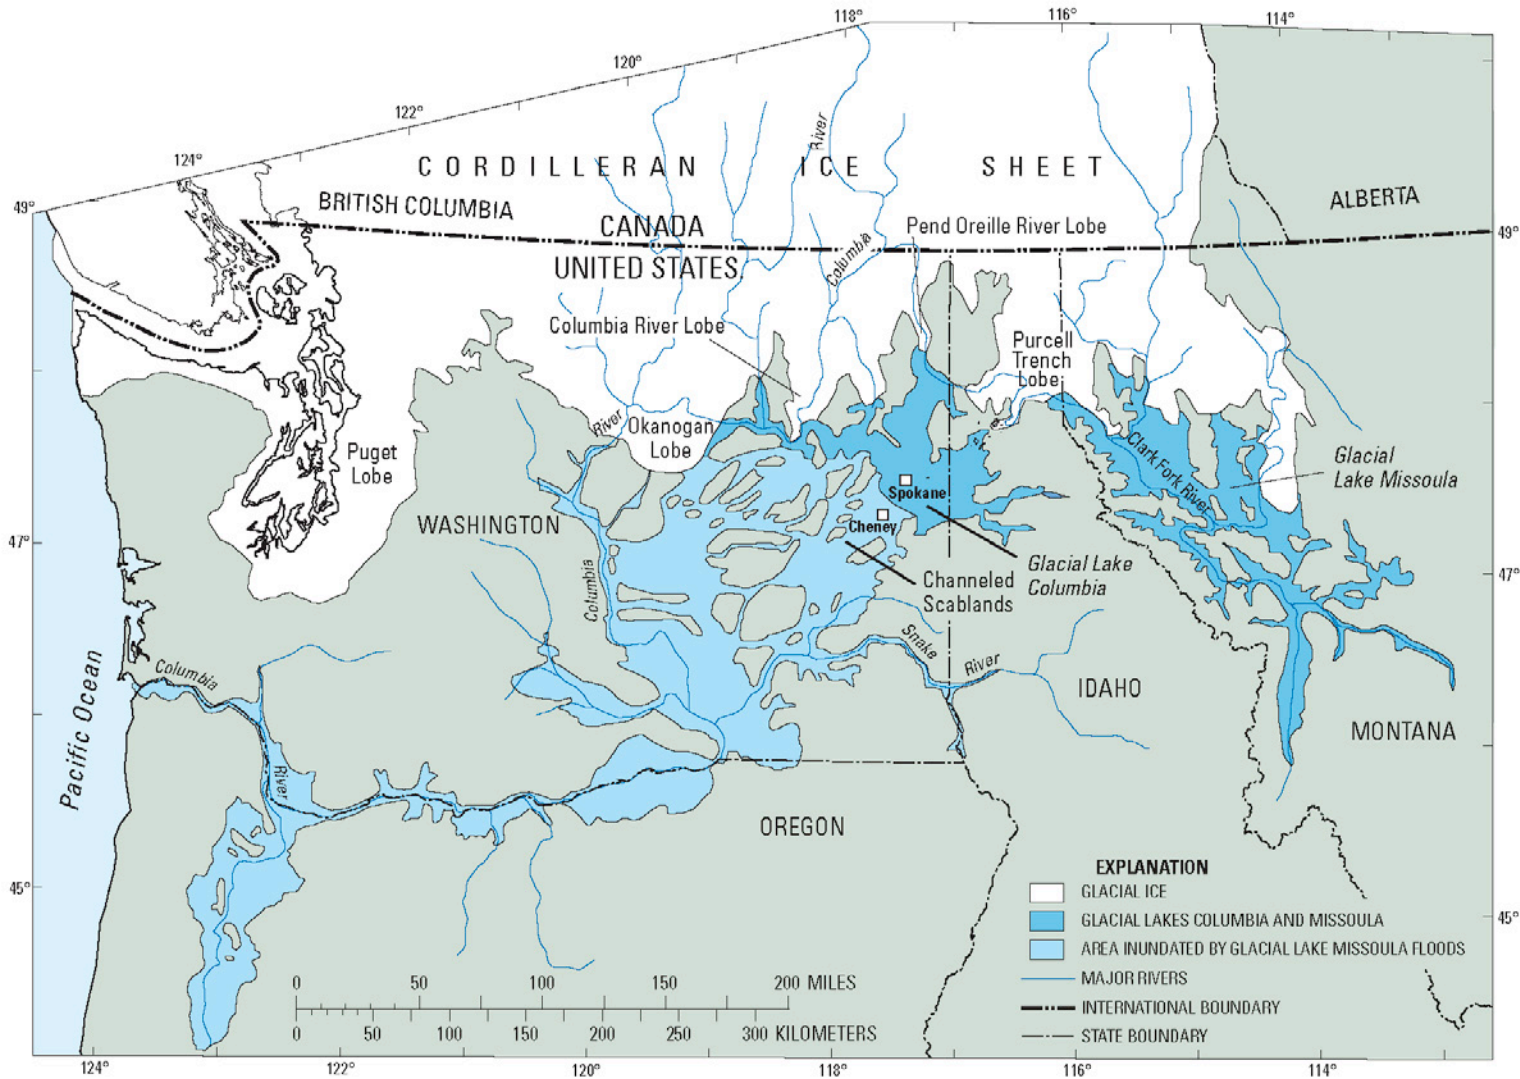 118°
116°
114°
120°
122°
124°
49°
CORDILLERAN ICE SHEET
River
BRITISH COLUMBIA
ALBERTA
CANADA
Pend Oreille River Lobe
49°
UNITED STATES
Columbia
Columbia River Lobe
Purcell
Trench
Lobe
River
Okanogan
Lobe
Puget
Lobe
Clark Fork River
Glacial
Lake Missoula
Spokane
WASHINGTON
Cheney
47°
Glacial Lake
Columbia
47°
Channeled
Scablands
Columbia
Snake
River
Columbia
IDAHO
Pacific Ocean
MONTANA
River
OREGON
45°
45°
EXPLANATION
GLACIAL ICE
GLACIAL LAKES COLUMBIA AND MISSOULA
AREA INUNDATED BY GLACIAL LAKE MISSOULA FLOODS
MAJOR RIVERS
INTERNATIONAL BOUNDARY
STATE BOUNDARY
0 50 100 150 200 MILES
0 50 100 150 200 250 300 KILOMETERS
124°
122°
120°
118°
116°
114°